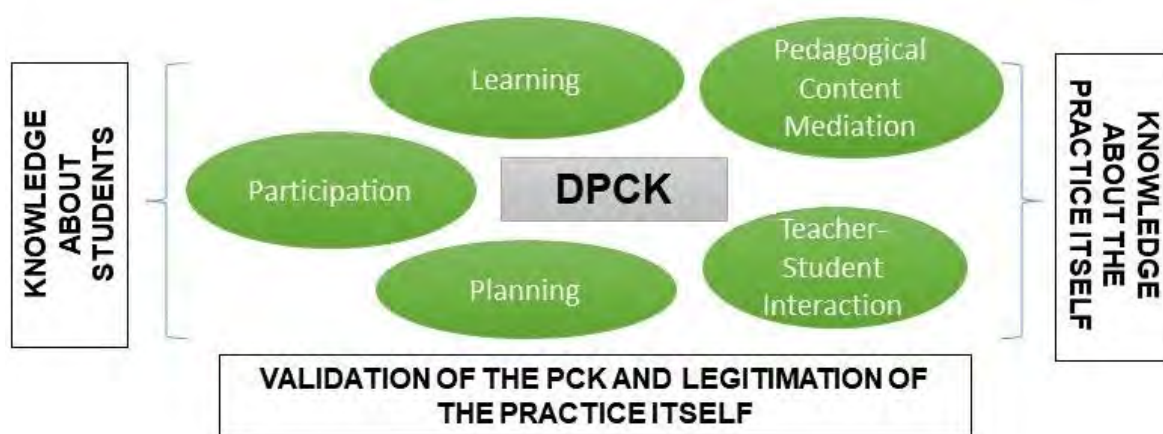 KNOWLEDGE
ABOUT
STUDENTS
Learning
Pedagogical
Content
Mediation
Participation
DPCK
Planning
Teacher-
Student
Interaction
KNOWLEDGE
ABOUT THE
PRACTICE ITSELF
VALIDATION OF THE PCK AND LEGITIMATION OF
THE PRACTICE ITSELF